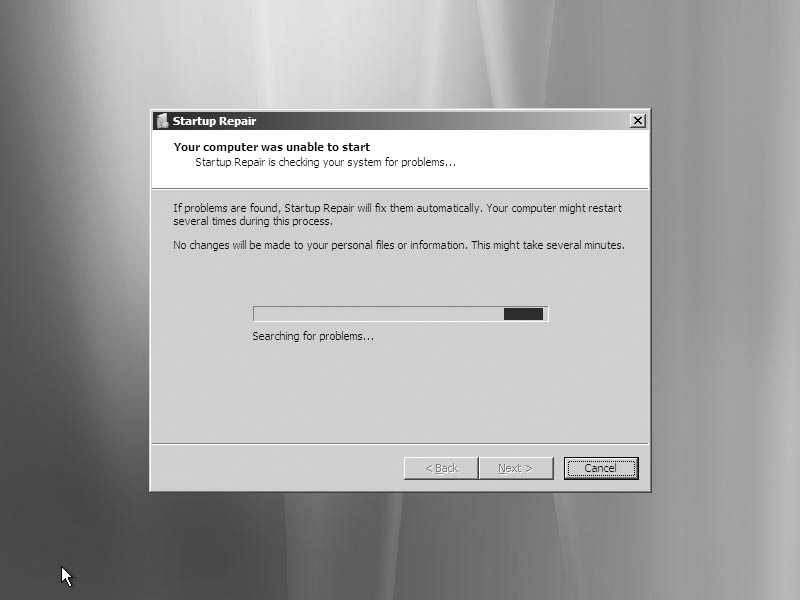 Startup Repair
Your computer was unable to start
Startup Repair is checking your system for problems...
If problems are found, Startup Repair will fix them automatically. Your computer might restart
several times during this process.
No changes will be made to your personal files or information. This might take several minutes.
Searching for problems...
< Back
Next >
Cancel